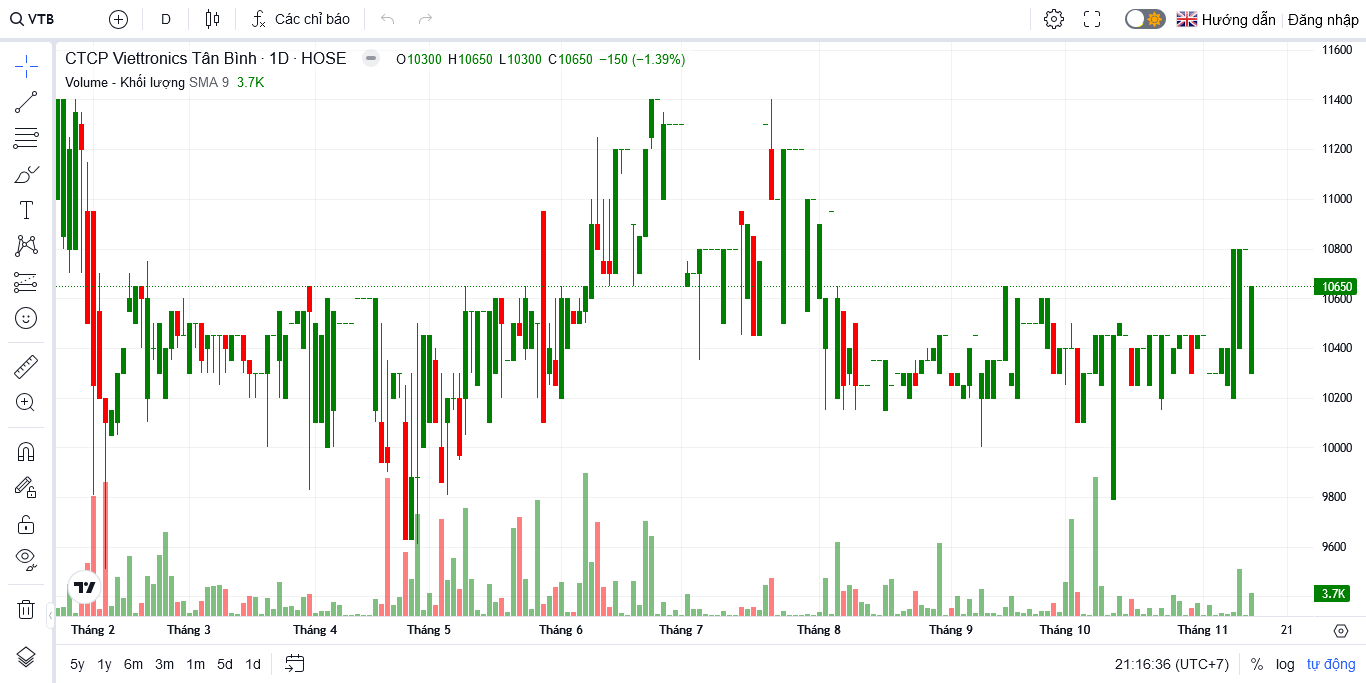 VTB D Các chỉ báo Hướng dẫn Đăng nhập
CTCP Viettronics Tân Bình · 1D · HOSE O10300 H10650 L10300 C10650 −150 (−1.39%)
Volume - Khối lượng SMA 9 3.7K
11600
11400
11200
11000
10800
10650
10600
10400
10200
10000
9800
9600
3.7K
Tháng 2 Tháng 3 Tháng 4 Tháng 5 Tháng 6 Tháng 7 Tháng 8 Tháng 9 Tháng 10 Tháng 11 21
5y 1y 6m 3m 1m 5d 1d 21:16:36 (UTC+7) % log tự động